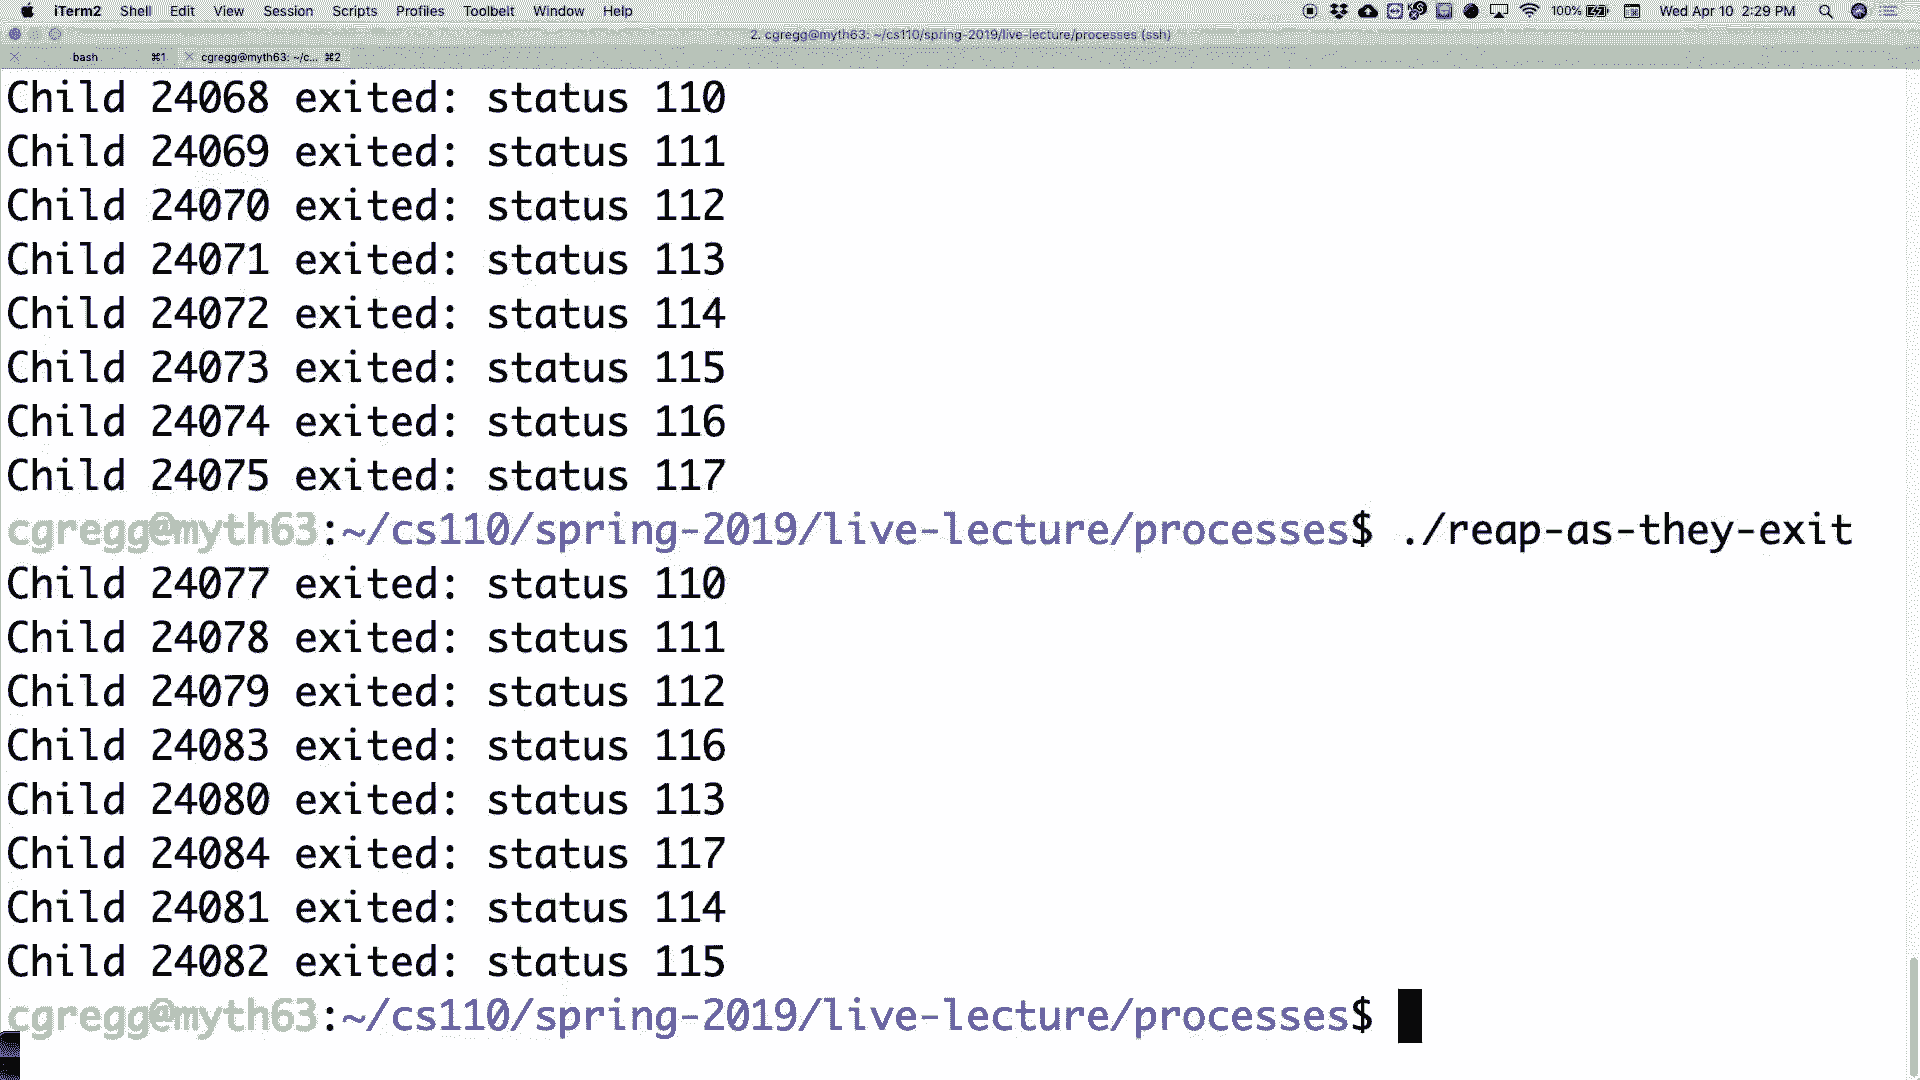 iTerm2 Shell Edit View Session Scripts Profiles Toolbelt Window Help 100% Wed Apr 10 2:29 PM
2. cgregg@myth63: ~/cs110/spring-2019/live-lecture/processes (ssh)
bash ⌘1 cgregg@myth63: ~/c... ⌘2
Child 24068 exited: status 110
Child 24069 exited: status 111
Child 24070 exited: status 112
Child 24071 exited: status 113
Child 24072 exited: status 114
Child 24073 exited: status 115
Child 24074 exited: status 116
Child 24075 exited: status 117
cgregg@myth63:~/cs110/spring-2019/live-lecture/processes$ ./reap-as-they-exit
Child 24077 exited: status 110
Child 24078 exited: status 111
Child 24079 exited: status 112
Child 24083 exited: status 116
Child 24080 exited: status 113
Child 24084 exited: status 117
Child 24081 exited: status 114
Child 24082 exited: status 115
cgregg@myth63:~/cs110/spring-2019/live-lecture/processes$